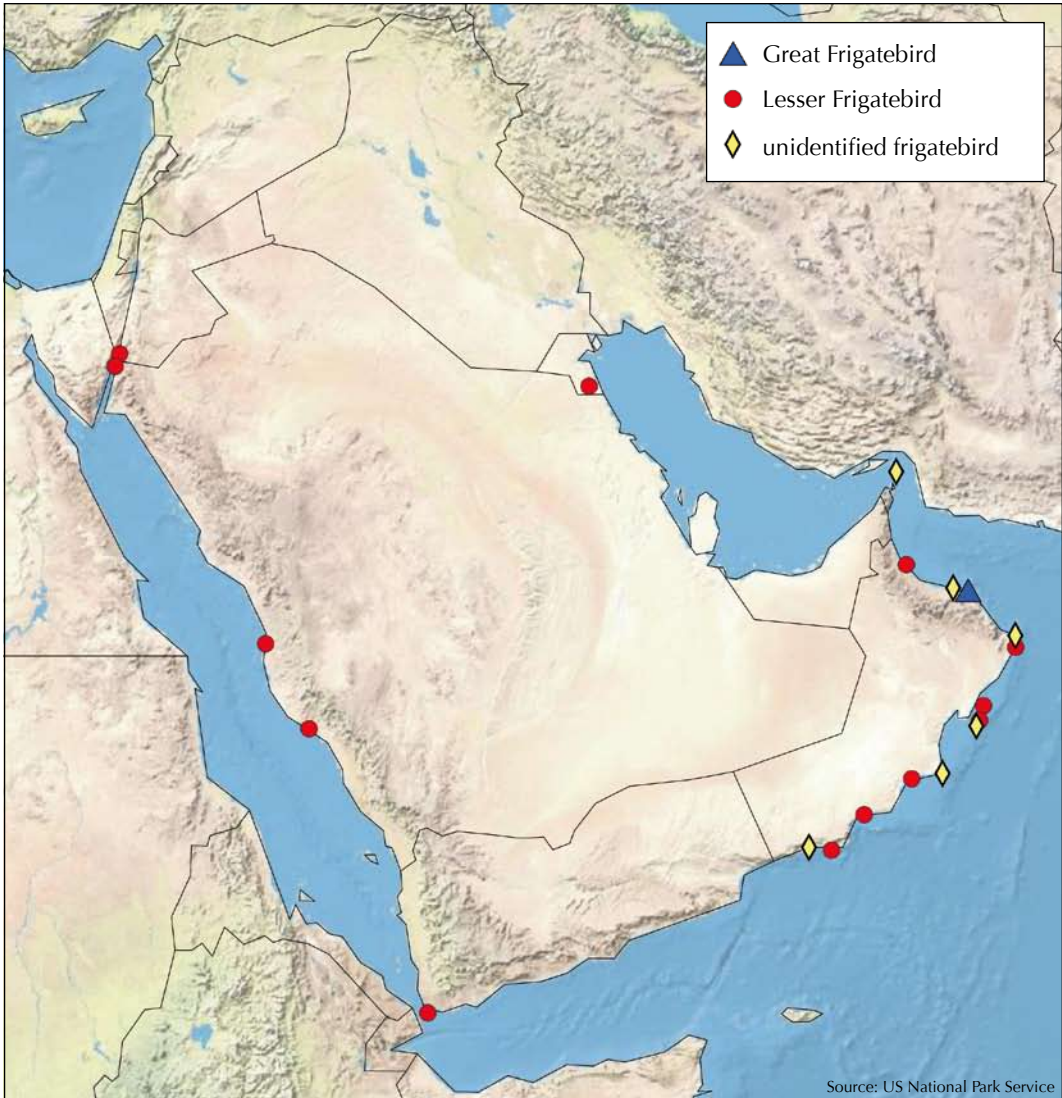 Great Frigatebird
Lesser Frigatebird
unidentified frigatebird
Source: US National Park Service